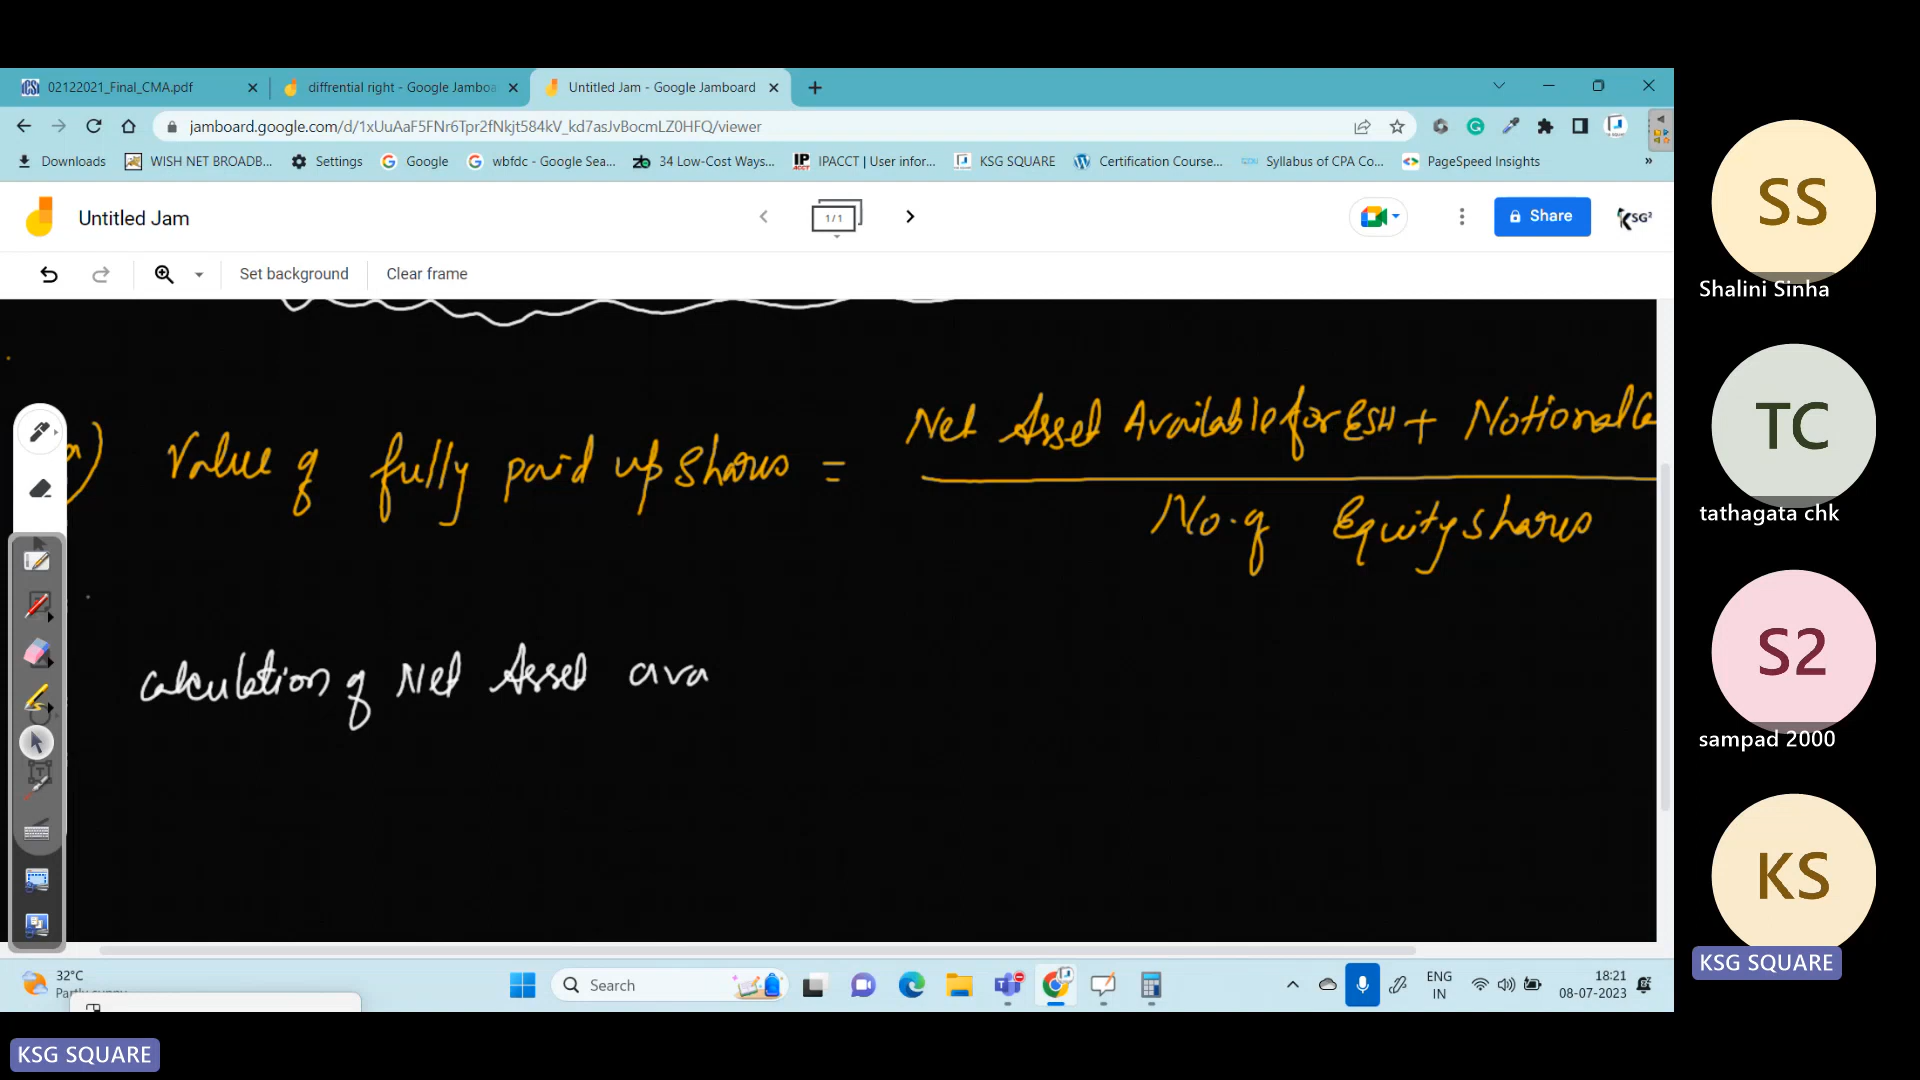 02122021_Final_CMA.pdf
diffrential right - Google Jamboa
Untitled Jam - Google Jamboard
jamboard.google.com/d/1xUuAaF5FNr6Tpr2fNkjt584kV_kd7asJvBocmLZ0HFQ/viewer
Downloads WISH NET BROADB... Settings Google wbfdc - Google Sea... 34 Low-Cost Ways... IPACCT | User infor... KSG SQUARE Certification Course... Syllabus of CPA Co... PageSpeed Insights »
Untitled Jam
1/1
Share
KSG²
Set background Clear frame
a) Value of fully paid up shares = Net Asset Available for ESH + Notional Ca
No. of Equity shares
calculation of Net Asset ava
32°C
Search
ENG
IN
18:21
08-07-2023
SS
Shalini Sinha
TC
tathagata chk
S2
sampad 2000
KS
KSG SQUARE
KSG SQUARE